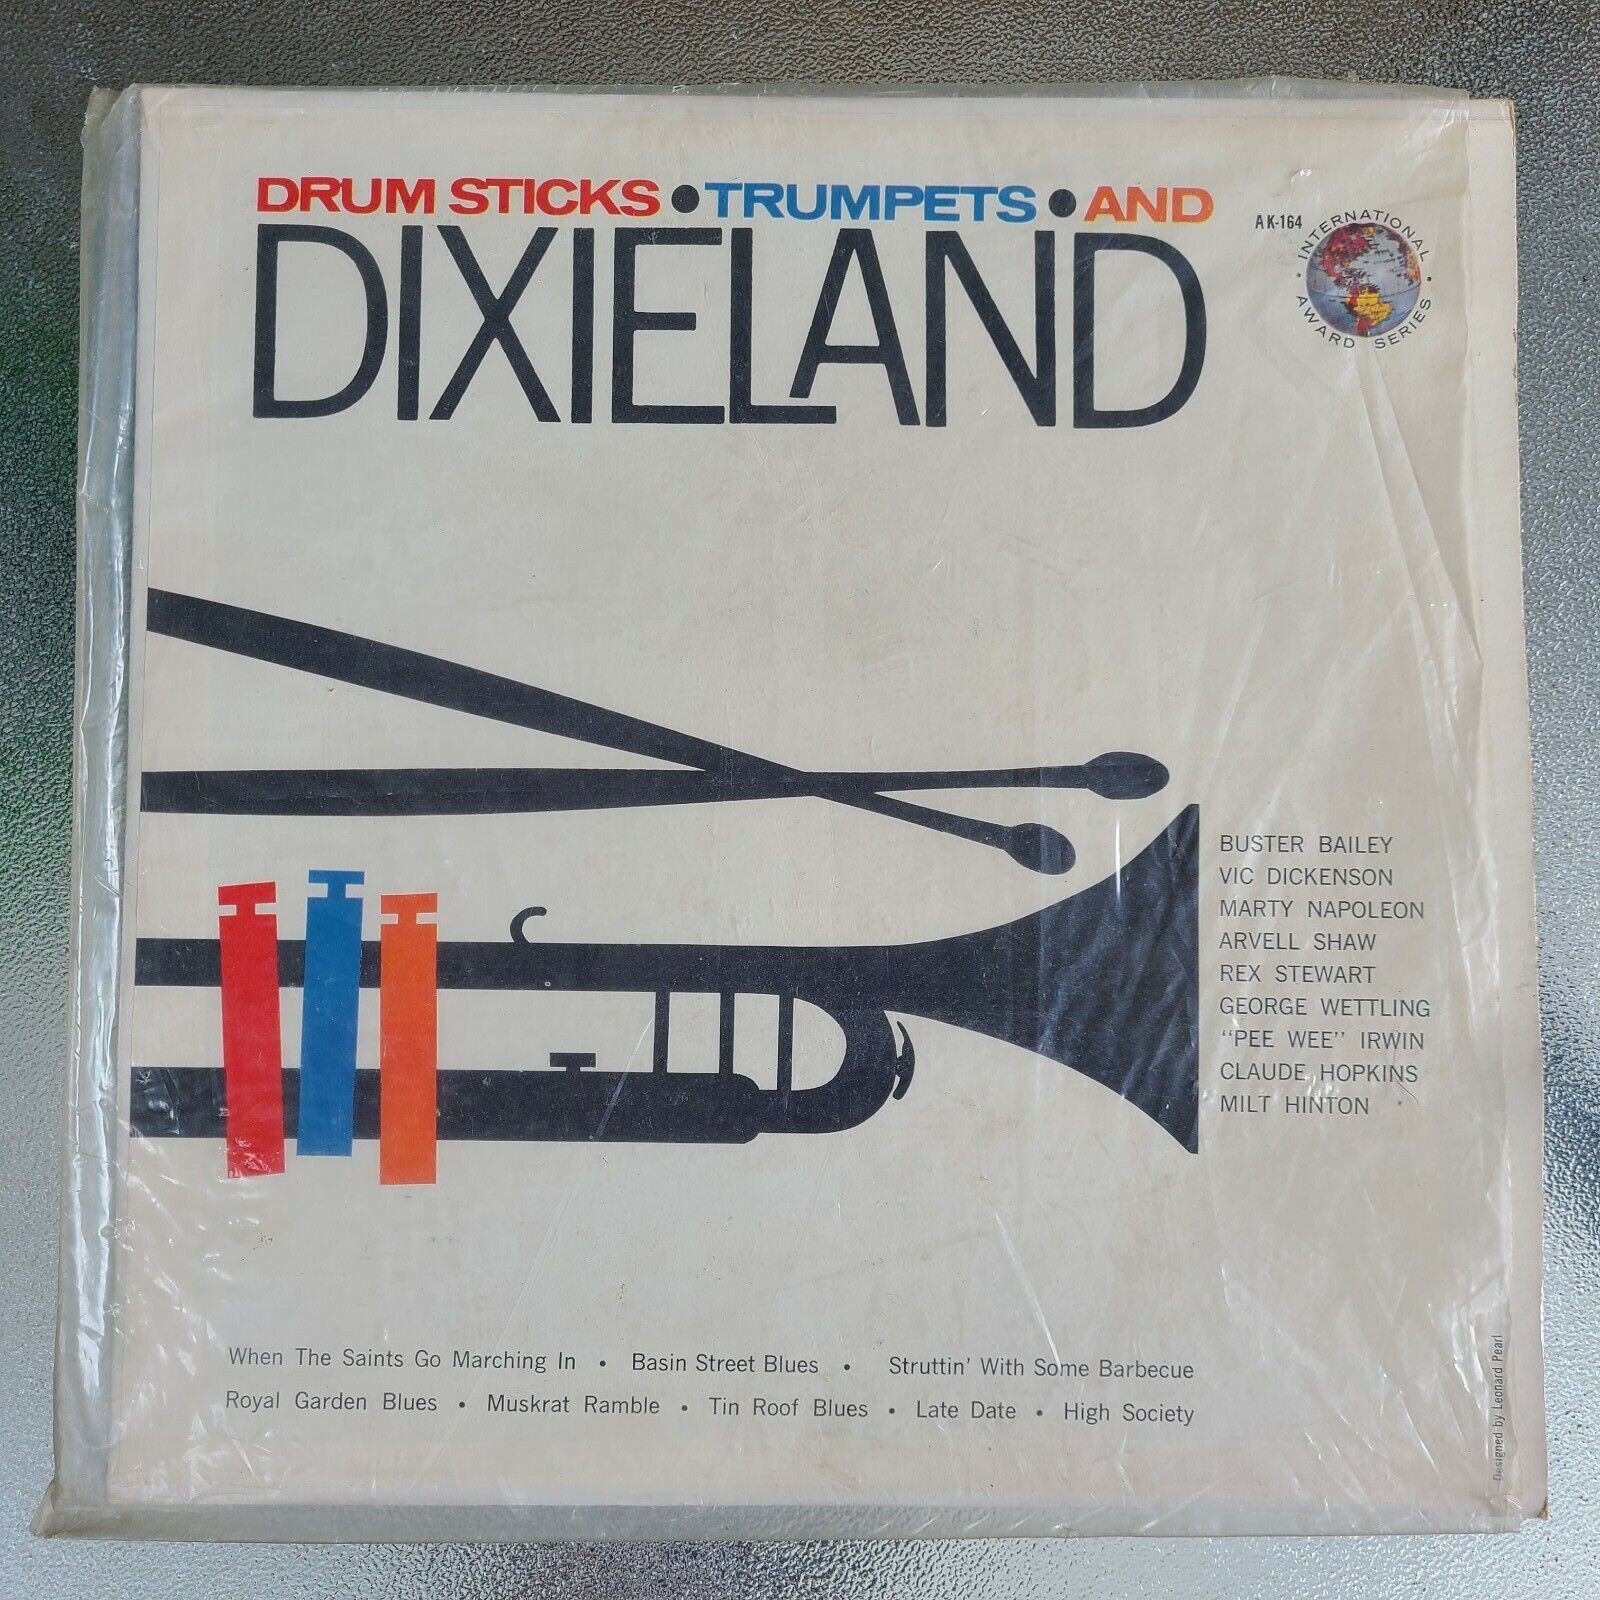 DRUM STICKS • TRUMPETS • AND
DIXIELAND
AK-164
• INTERNATIONAL •
AWARD SERIES
BUSTER BAILEY
VIC DICKENSON
MARTY NAPOLEON
ARVELL SHAW
REX STEWART
GEORGE WETTLING
"PEE WEE" IRWIN
CLAUDE HOPKINS
MILT HINTON
When The Saints Go Marching In • Basin Street Blues • Struttin' With Some Barbecue
Royal Garden Blues • Muskrat Ramble • Tin Roof Blues • Late Date • High Society
Designed by Leonard Pearl